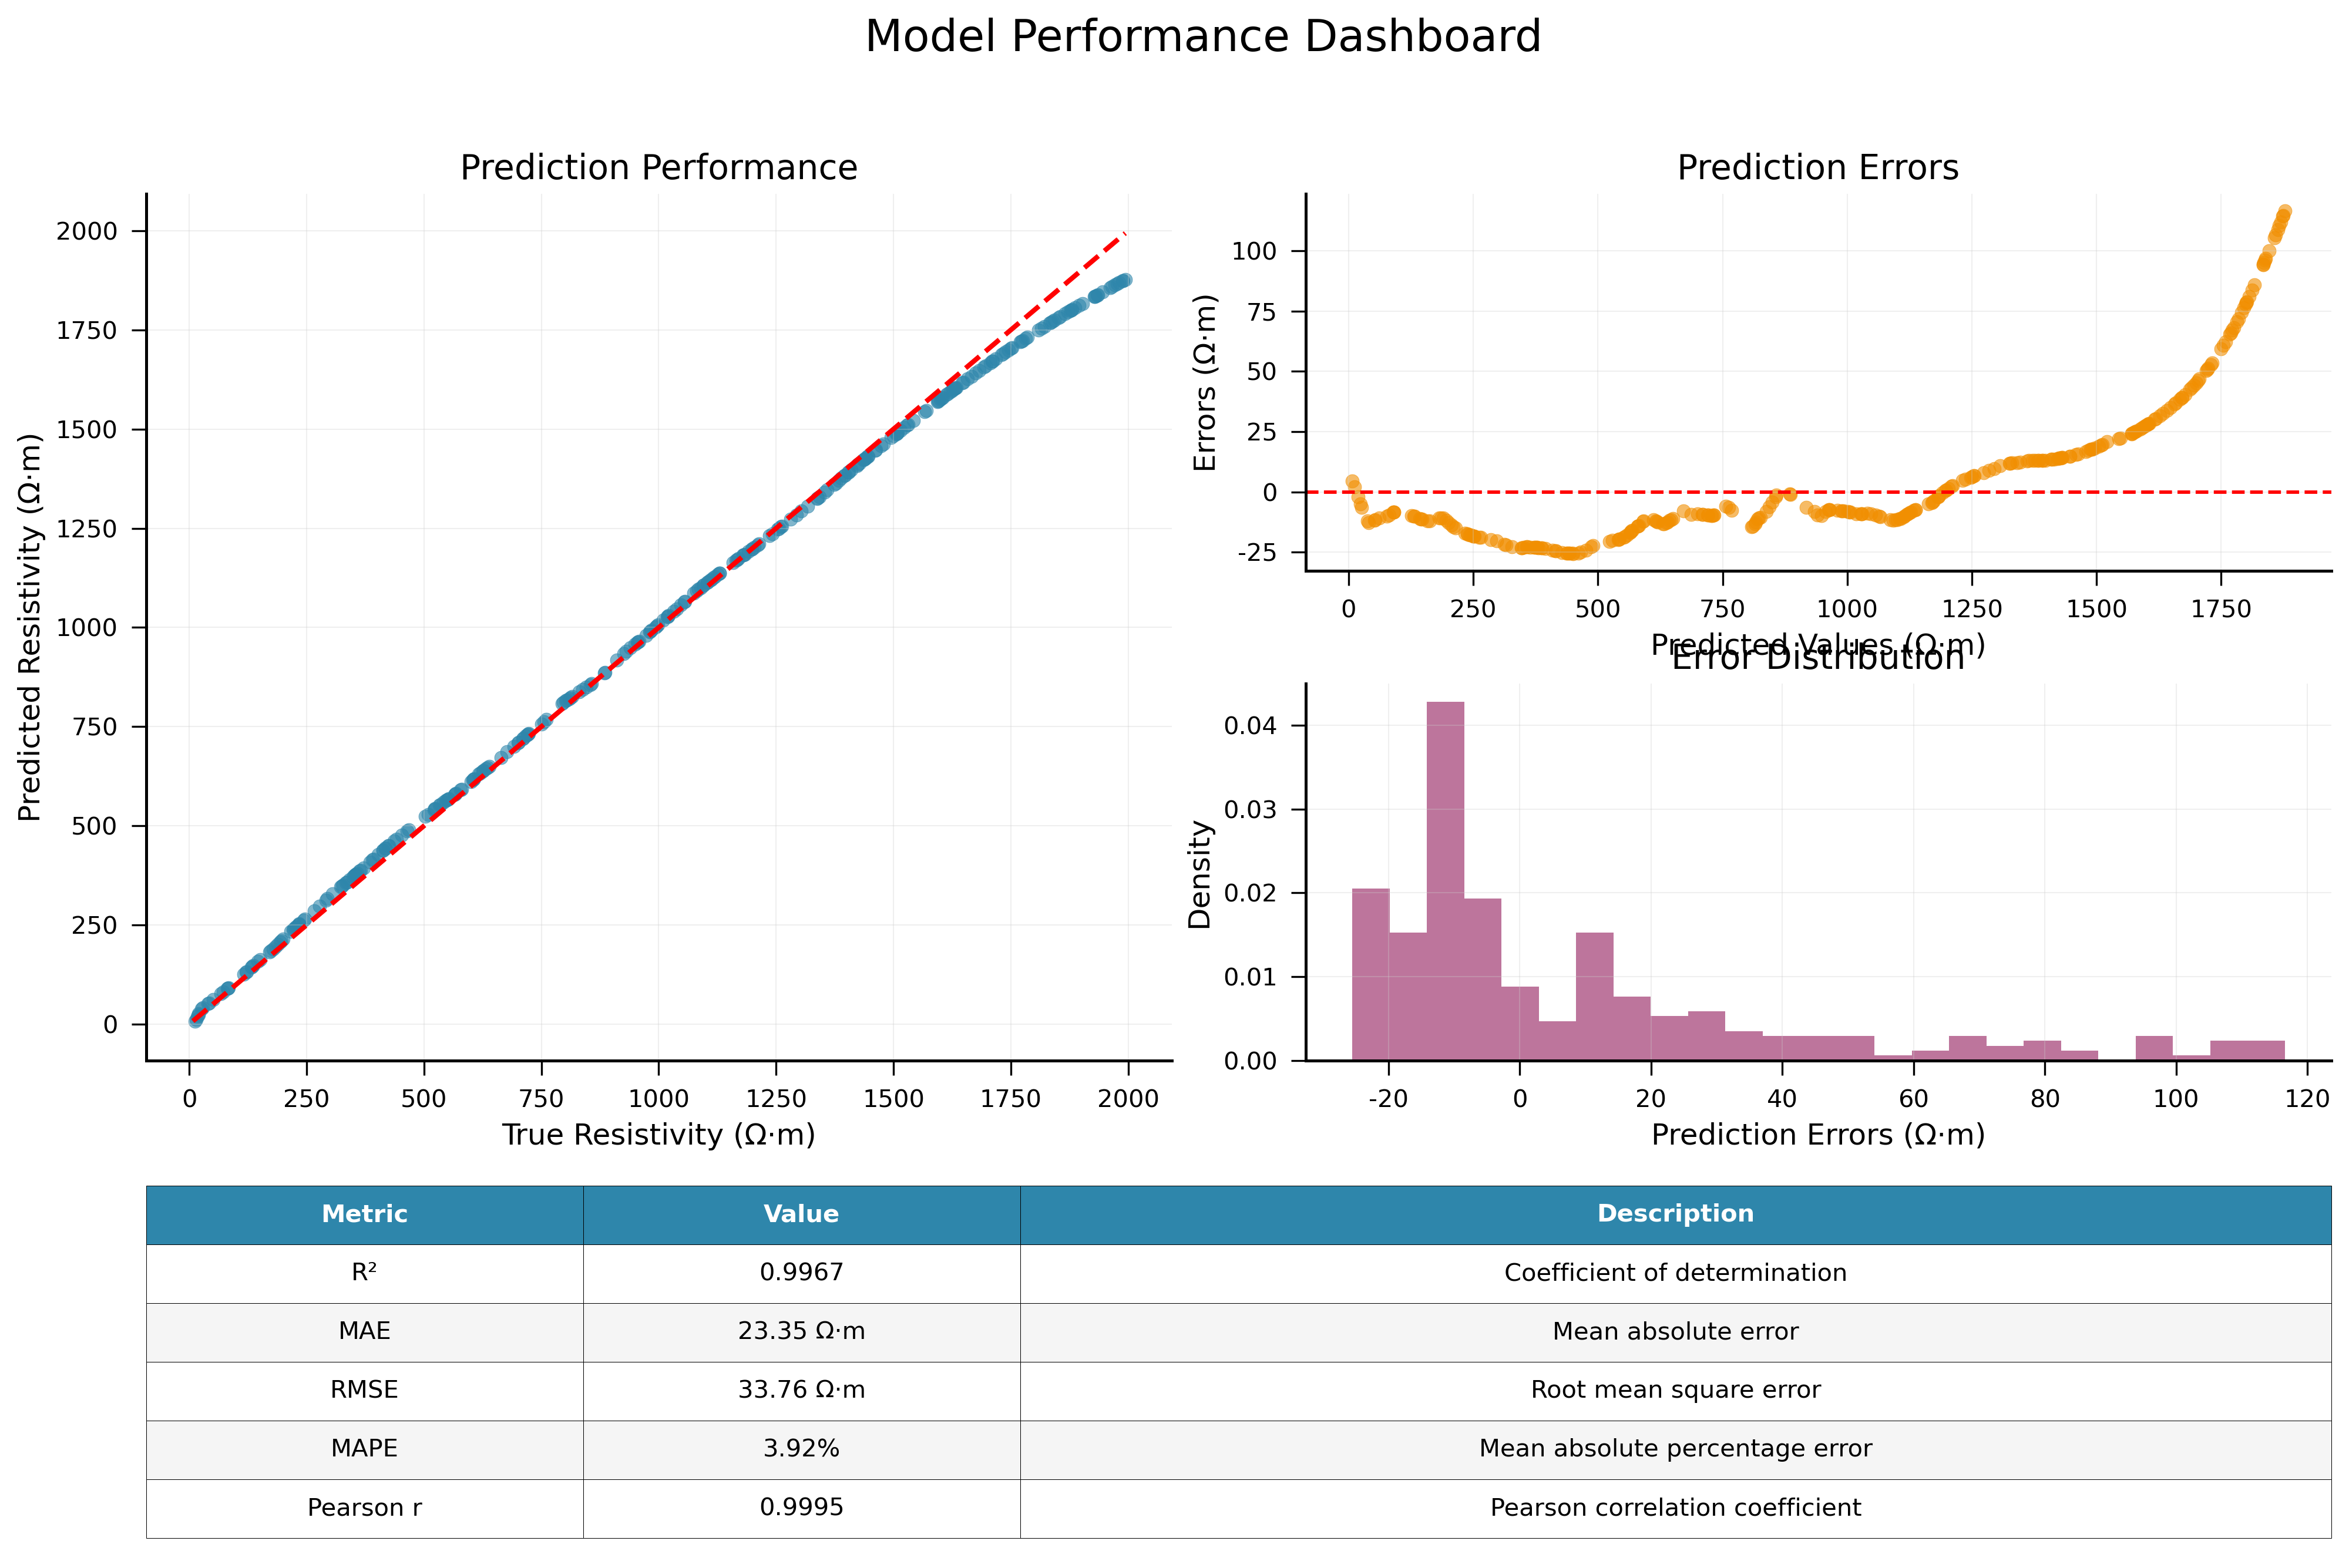 Model Performance Dashboard
Prediction Performance
Predicted Resistivity (Ω·m)
2000
1750
1500
1250
1000
750
500
250
0
0 250 500 750 1000 1250 1500 1750 2000
True Resistivity (Ω·m)
Prediction Errors
Errors (Ω·m)
100
75
50
25
0
-25
0 250 500 750 1000 1250 1500 1750
Predicted Values (Ω·m)
Error Distribution
Density
0.04
0.03
0.02
0.01
0.00
-20 0 20 40 60 80 100 120
Prediction Errors (Ω·m)
Metric Value Description
R² 0.9967 Coefficient of determination
MAE 23.35 Ω·m Mean absolute error
RMSE 33.76 Ω·m Root mean square error
MAPE 3.92% Mean absolute percentage error
Pearson r 0.9995 Pearson correlation coefficient